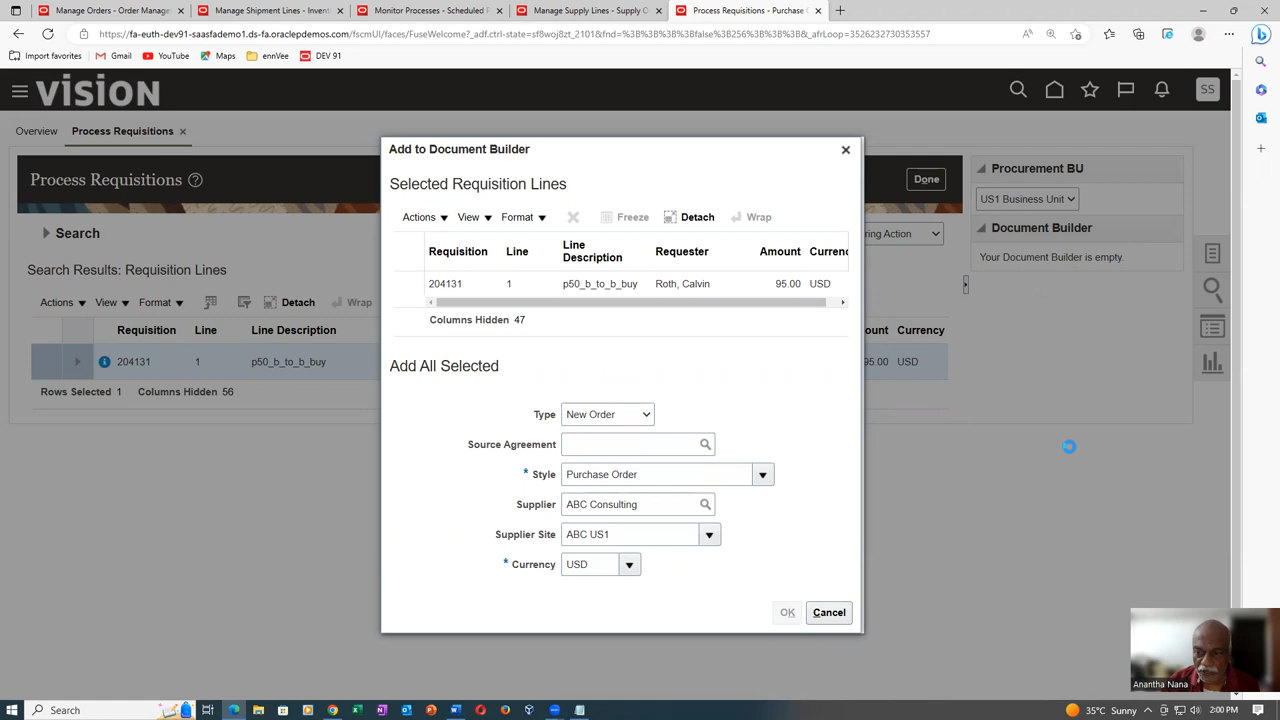 Manage Orders - Order Manager
Manage Shipment Lines - Invent
Monitor Processes - Scheduled P
Manage Supply Lines - Supply O
Process Requisitions - Purchase O
https://fa-euth-dev91-saasfademo1.ds-fa.oraclepdemos.com/fscmUI/faces/FuseWelcome?_adf.ctrl-state=sf8woj8zt_2101&fnd=%3B%3B%3B%3Bfalse%3B256%3B%3B%3B&_afrLoop=3526232730353557
Import favorites
Gmail
YouTube
Maps
ennVee
DEV 91
VISION
SS
Overview
Process Requisitions
Process Requisitions
Done
Search
ring Action
Search Results: Requisition Lines
Actions View Format Detach Wrap
Requisition Line Line Description
204131 1 p50_b_to_b_buy
Rows Selected 1 Columns Hidden 56
ount Currency
95.00 USD
Procurement BU
US1 Business Unit
Document Builder
Your Document Builder is empty.
Add to Document Builder
Selected Requisition Lines
Actions View Format Freeze Detach Wrap
Requisition Line Line Description Requester Amount Currenc
204131 1 p50_b_to_b_buy Roth, Calvin 95.00 USD
Columns Hidden 47
Add All Selected
Type New Order
Source Agreement
* Style Purchase Order
Supplier ABC Consulting
Supplier Site ABC US1
* Currency USD
OK Cancel
Anantha Nana
Search
35°C Sunny
2:00 PM